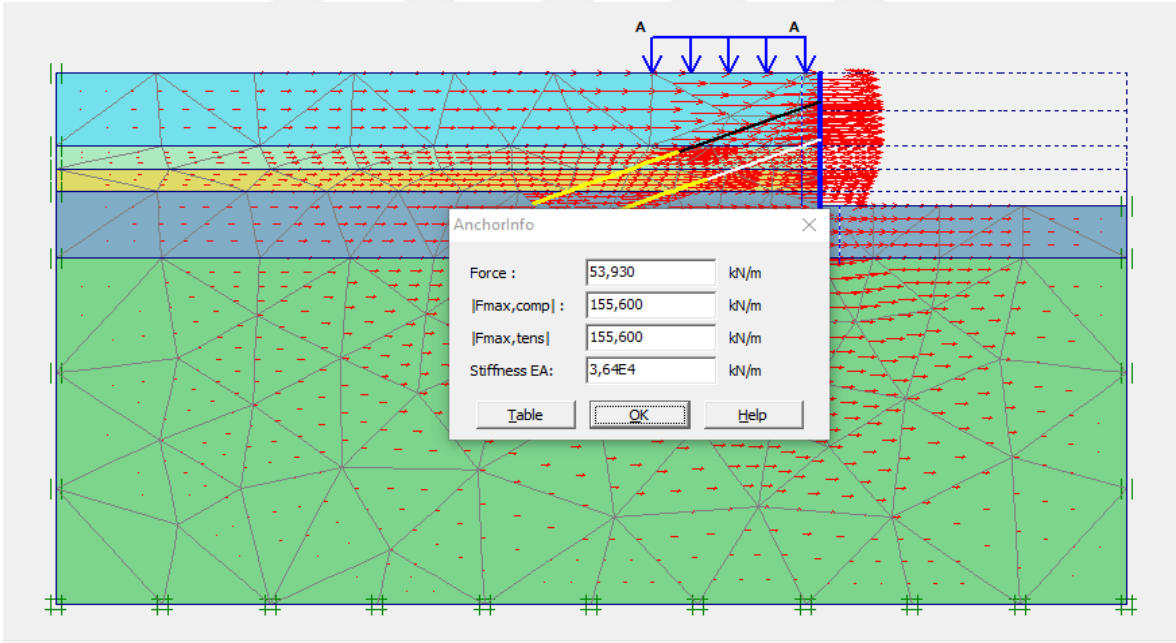 A A
AnchorInfo
Force : 53,930 kN/m
|Fmax,comp| : 155,600 kN/m
|Fmax,tens| 155,600 kN/m
Stiffness EA: 3,64E4 kN/m
Table OK Help